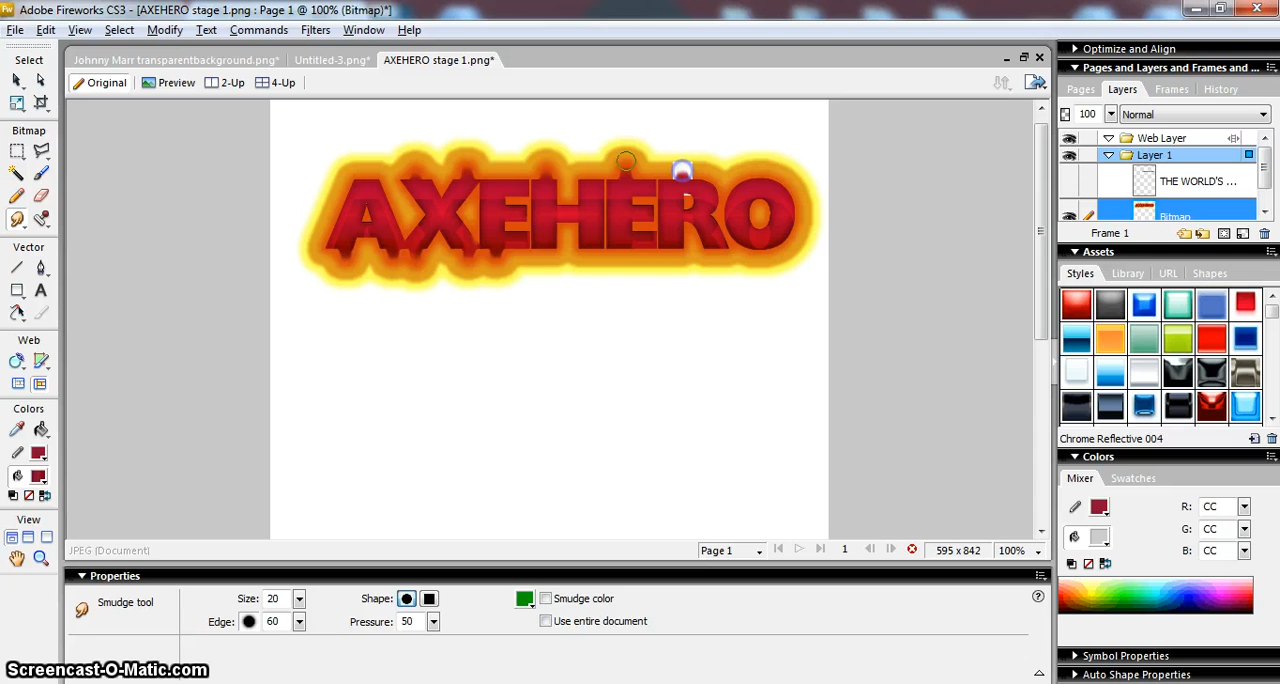 Fw Adobe Fireworks CS3 - [AXEHERO stage 1.png : Page 1 @ 100% (Bitmap)*]
File Edit View Select Modify Text Commands Filters Window Help
Select
Bitmap
Vector
Web
Colors
View
Johnny Marr transparentbackground.png* Untitled-3.png* AXEHERO stage 1.png*
Original Preview 2-Up 4-Up
AXEHERO
JPEG (Document) Page 1 1 595 x 842 100%
Properties
Smudge tool
Size: 20 Shape: Smudge color
Edge: 60 Pressure: 50 Use entire document
Optimize and Align
Pages and Layers and Frames and ...
Pages Layers Frames History
100 Normal
Web Layer
Layer 1
THE WORLD'S ...
Bitmap
Frame 1
Assets
Styles Library URL Shapes
Chrome Reflective 004
Colors
Mixer Swatches
R: CC
G: CC
B: CC
Symbol Properties
Auto Shape Properties
Screencast-O-Matic.com